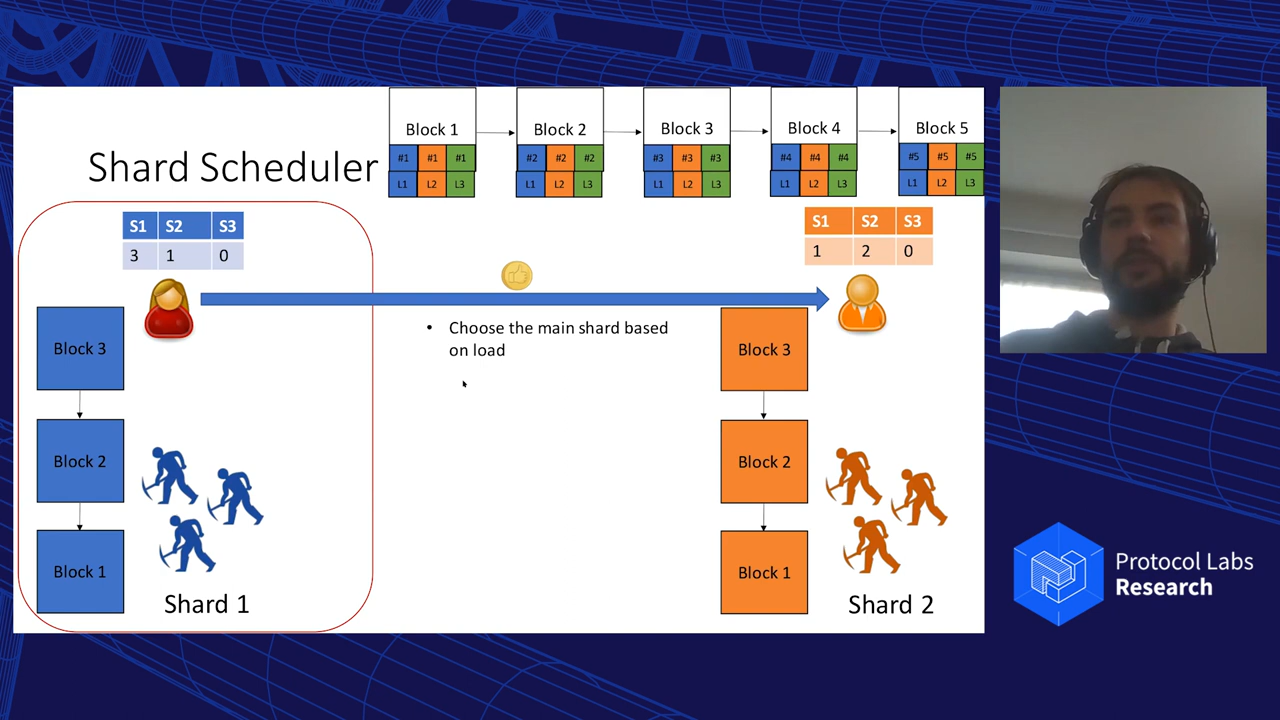 Block 1
Block 2
Block 3
Block 4
Block 5
#1 #1 #1
L1 L2 L3
#2 #2 #2
L1 L2 L3
#3 #3 #3
L1 L2 L3
#4 #4 #4
L1 L2 L3
#5 #5 #5
L1 L2 L3
Shard Scheduler
S1 S2 S3
3 1 0
S1 S2 S3
1 2 0
• Choose the main shard based
on load
Block 3
Block 2
Block 1
Shard 1
Block 3
Block 2
Block 1
Shard 2
Protocol Labs
Research